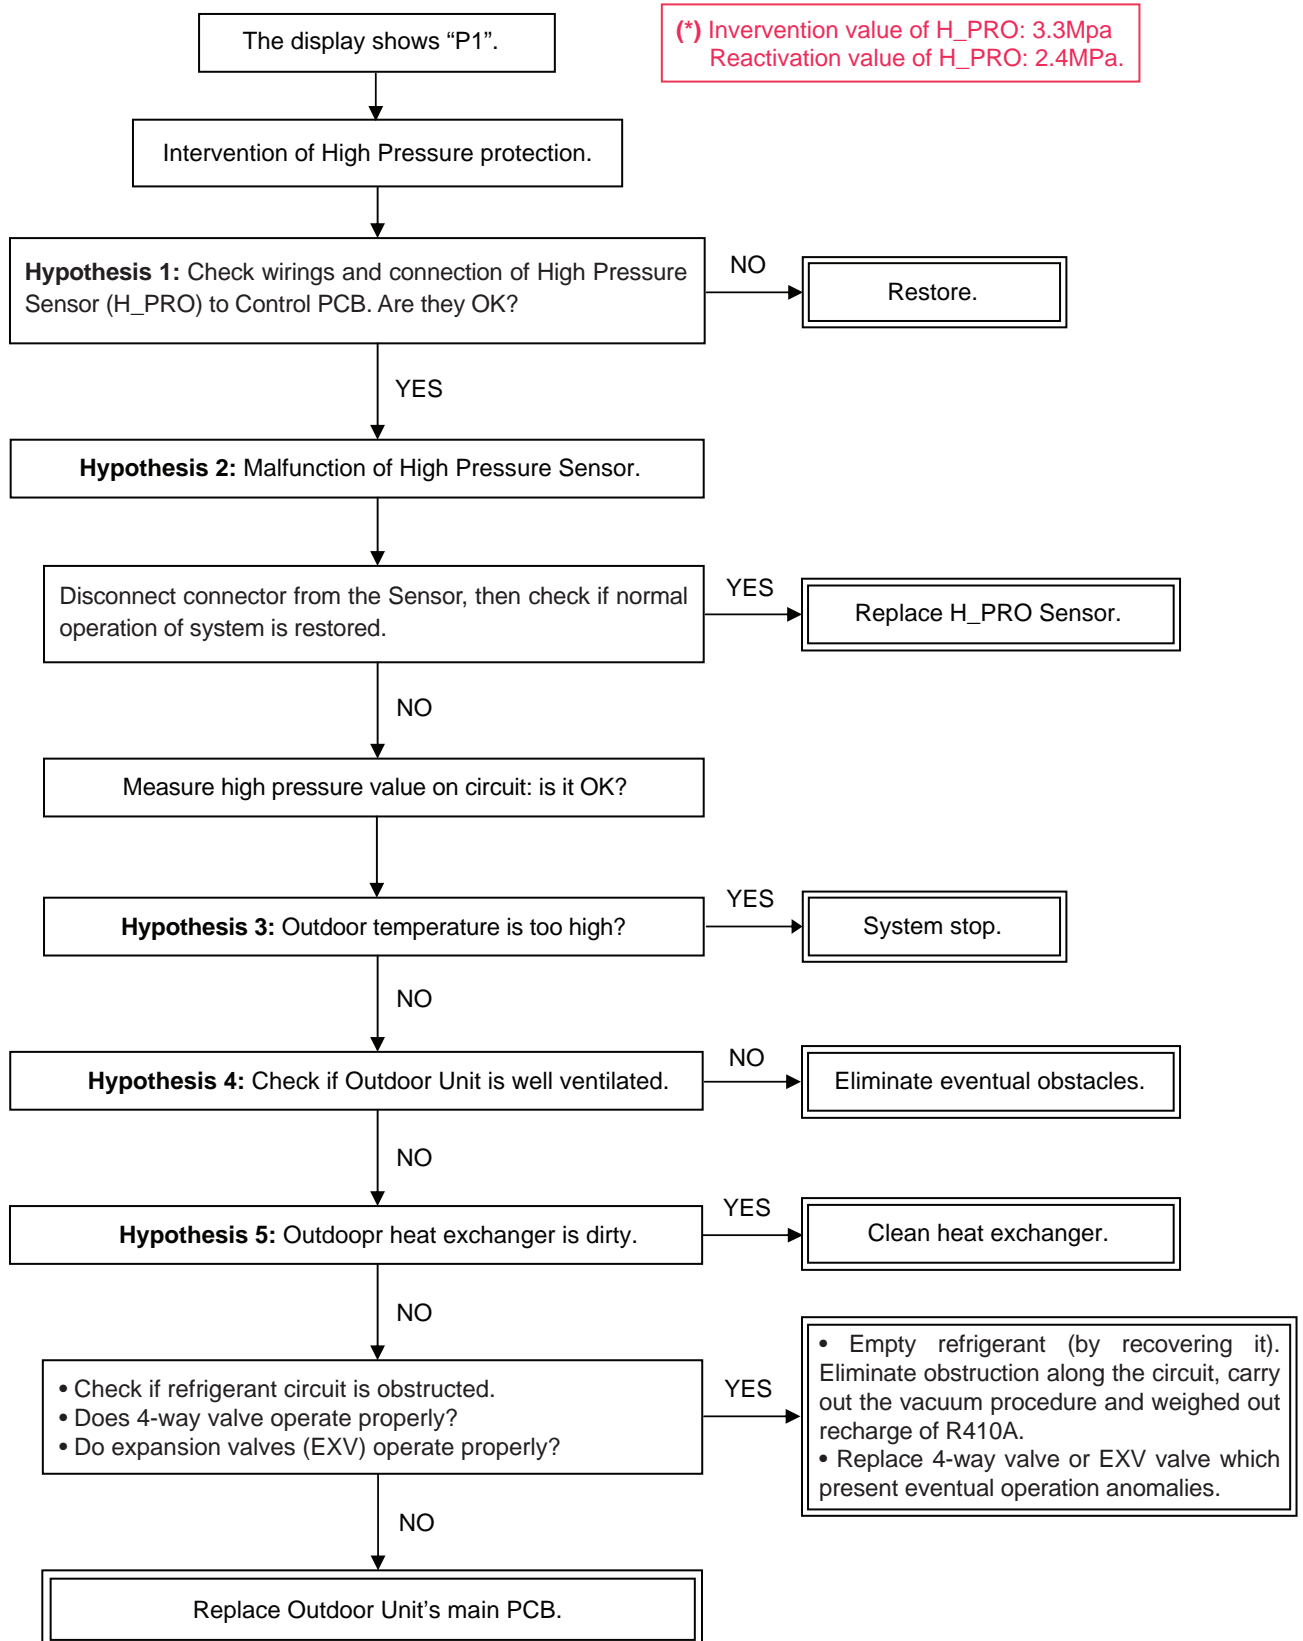 The display shows “P1”.
(*) Invervention value of H_PRO: 3.3Mpa
Reactivation value of H_PRO: 2.4MPa.
Intervention of High Pressure protection.
Hypothesis 1: Check wirings and connection of High Pressure
Sensor (H_PRO) to Control PCB. Are they OK?
NO
Restore.
YES
Hypothesis 2: Malfunction of High Pressure Sensor.
Disconnect connector from the Sensor, then check if normal
operation of system is restored.
YES
Replace H_PRO Sensor.
NO
Measure high pressure value on circuit: is it OK?
Hypothesis 3: Outdoor temperature is too high?
YES
System stop.
NO
Hypothesis 4: Check if Outdoor Unit is well ventilated.
NO
Eliminate eventual obstacles.
NO
Hypothesis 5: Outdoopr heat exchanger is dirty.
YES
Clean heat exchanger.
NO
• Check if refrigerant circuit is obstructed.
• Does 4-way valve operate properly?
• Do expansion valves (EXV) operate properly?
YES
• Empty refrigerant (by recovering it).
Eliminate obstruction along the circuit, carry
out the vacuum procedure and weighed out
recharge of R410A.
• Replace 4-way valve or EXV valve which
present eventual operation anomalies.
NO
Replace Outdoor Unit's main PCB.